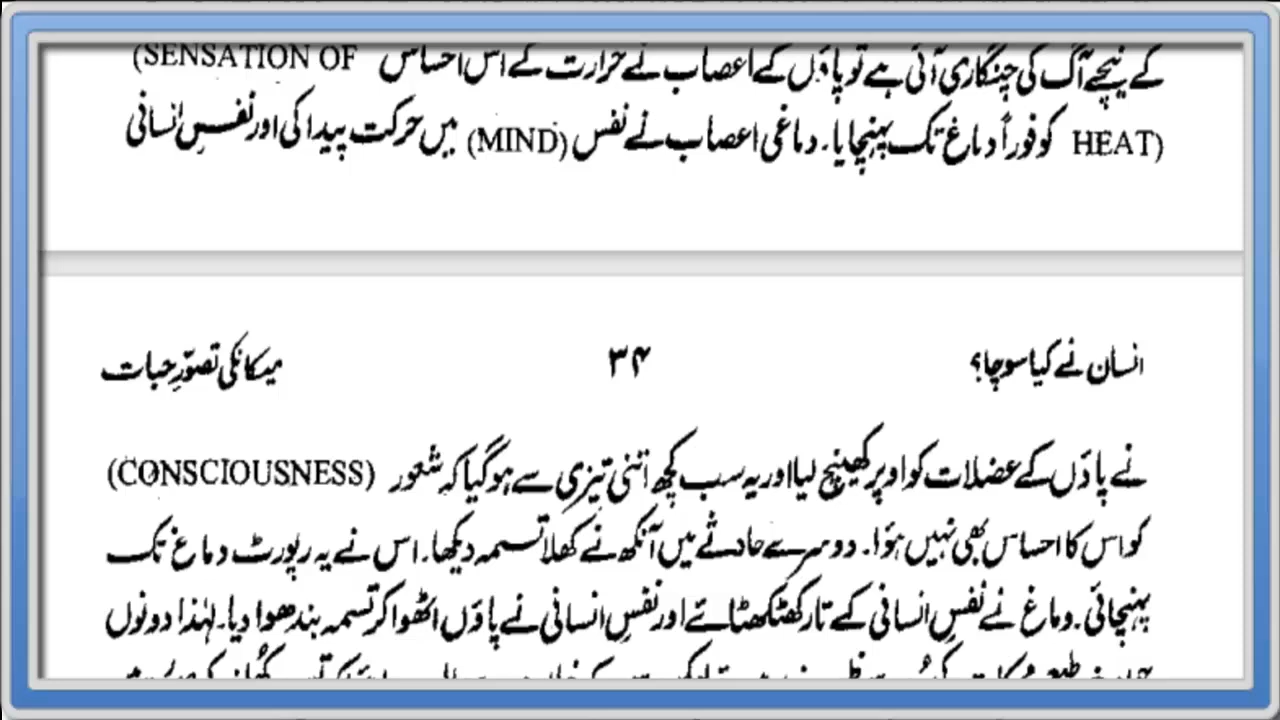 کے نیچے آگ کی چنگاری آئی ہے تو پاؤں کے اعصاب نے حرارت کے اس احساس (SENSATION OF
HEAT) کو فوراً دماغ تک پہنچایا۔ دماغی اعصاب نے نفس (MIND) میں حرکت پیدا کی اور نفسِ انسانی
انسان نے کیا سوچا؟ ۳۴ میکانکی تصوّرِ حیات
نے پاؤں کے عضلات کو اوپر کھینچ لیا اور یہ سب کچھ اتنی تیزی سے ہو گیا کہ شعور (CONSCIOUSNESS)
کو اس کا احساس بھی نہیں ہؤا۔ دوسرے حادثے میں آنکھ نے کھلا تسمہ دیکھا۔ اس نے یہ رپورٹ دماغ تک
پہنچائی۔ دماغ نے نفسِ انسانی کے تار کھٹکھٹائے اور نفسِ انسانی نے پاؤں اٹھوا کر تسمہ بندھوا دیا۔ لہٰذا دونوں